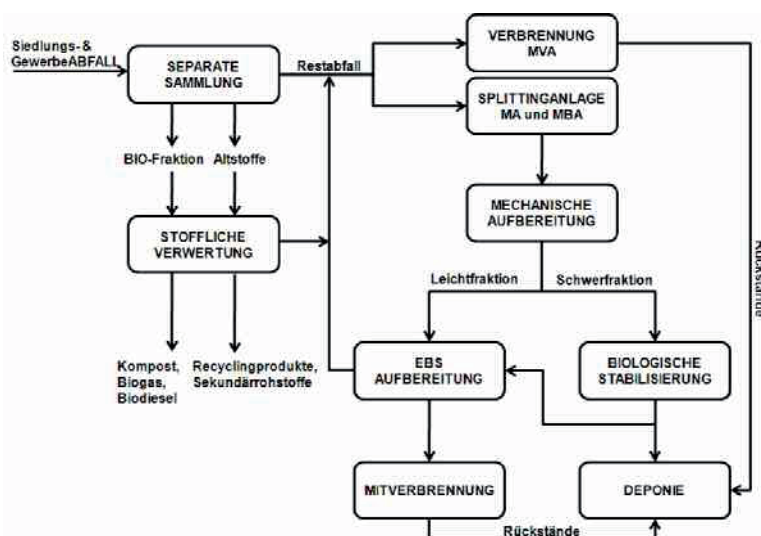 Siedlungs- &
GewerbeABFALL
SEPARATE
SAMMLUNG
Restabfall
VERBRENNUNG
MVA
SPLITTINGANLAGE
MA und MBA
BIO-Fraktion
Altstoffe
MECHANISCHE
AUFBEREITUNG
STOFFLICHE
VERWERTUNG
Rückstände
Leichtfraktion
Schwerfraktion
Kompost,
Biogas,
Biodiesel
Recyclingprodukte,
Sekundärrohstoffe
EBS
AUFBEREITUNG
BIOLOGISCHE
STABILISIERUNG
MITVERBRENNUNG
DEPONIE
Rückstände